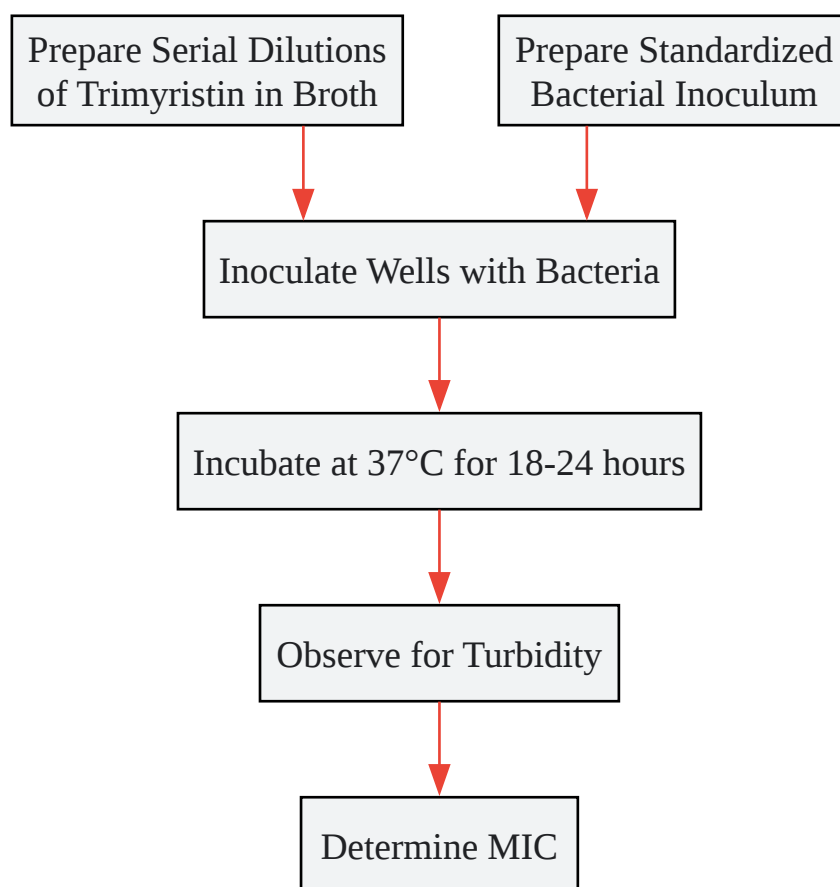 Prepare Serial Dilutions
of Trimyristin in Broth
Prepare Standardized
Bacterial Inoculum
Inoculate Wells with Bacteria
Incubate at 37°C for 18-24 hours
Observe for Turbidity
Determine MIC